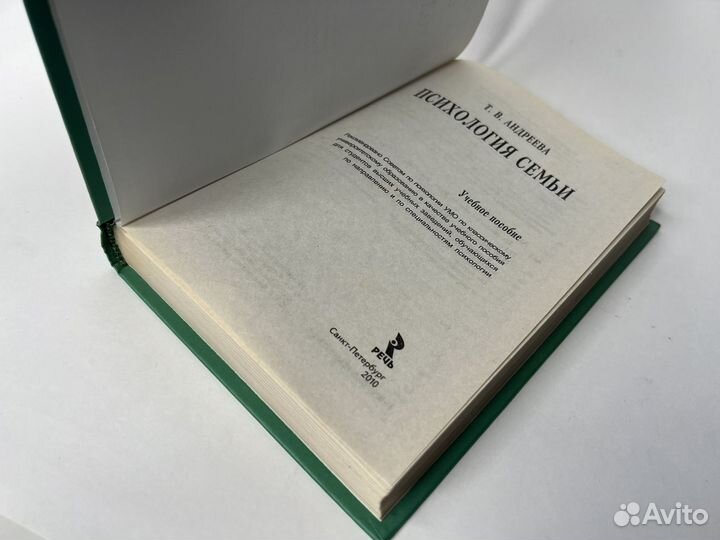 Т. В. АНДРЕЕВА
ПСИХОЛОГИЯ СЕМЬИ
Учебное пособие
Рекомендовано Советом по психологии УМО по классическому
университетскому образованию в качестве учебного пособия
для студентов высших учебных заведений, обучающихся
по направлению и по специальностям психологии
РЕЧЬ
Санкт-Петербург
2010
Avito